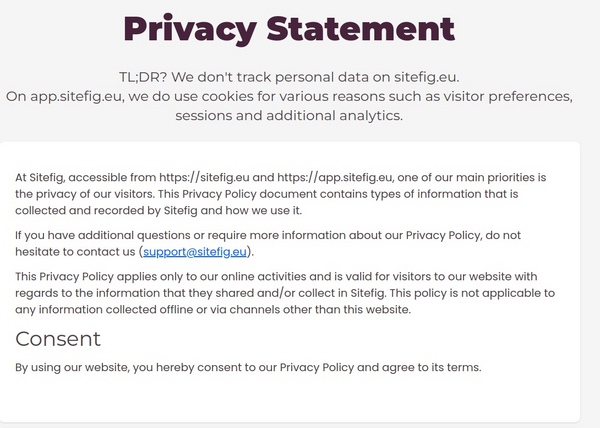 Privacy Statement
TL;DR? We don't track personal data on sitefig.eu.
On app.sitefig.eu, we do use cookies for various reasons such as visitor preferences,
sessions and additional analytics.
At Sitefig, accessible from https://sitefig.eu and https://app.sitefig.eu, one of our main priorities is
the privacy of our visitors. This Privacy Policy document contains types of information that is
collected and recorded by Sitefig and how we use it.
If you have additional questions or require more information about our Privacy Policy, do not
hesitate to contact us (support@sitefig.eu).
This Privacy Policy applies only to our online activities and is valid for visitors to our website with
regards to the information that they shared and/or collect in Sitefig. This policy is not applicable to
any information collected offline or via channels other than this website.
Consent
By using our website, you hereby consent to our Privacy Policy and agree to its terms.